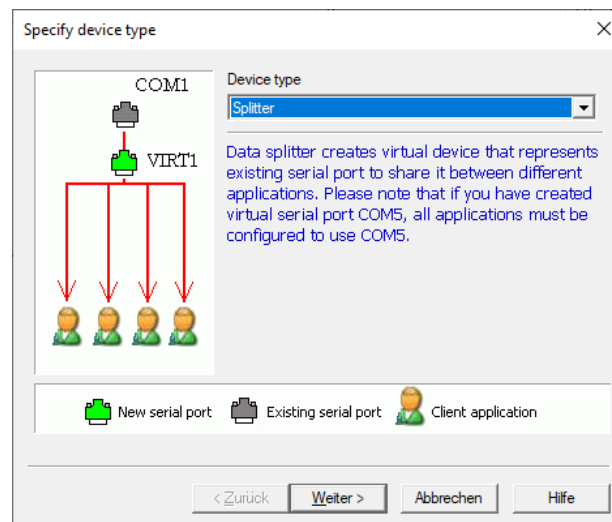 Specify device type
COM1
VIRT1
Device type
Splitter
Data splitter creates virtual device that represents
existing serial port to share it between different
applications. Please note that if you have created
virtual serial port COM5, all applications must be
configured to use COM5.
New serial port Existing serial port Client application
< Zurück Weiter > Abbrechen Hilfe